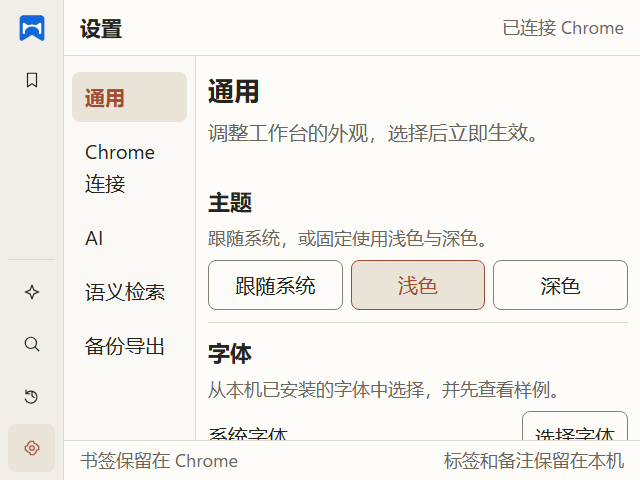 设置
已连接 Chrome
通用
Chrome
连接
AI
语义检索
备份导出
通用
调整工作台的外观，选择后立即生效。
主题
跟随系统，或固定使用浅色与深色。
跟随系统
浅色
深色
字体
从本机已安装的字体中选择，并先查看样例。
系统字体
选择字体
书签保留在 Chrome
标签和备注保留在本机